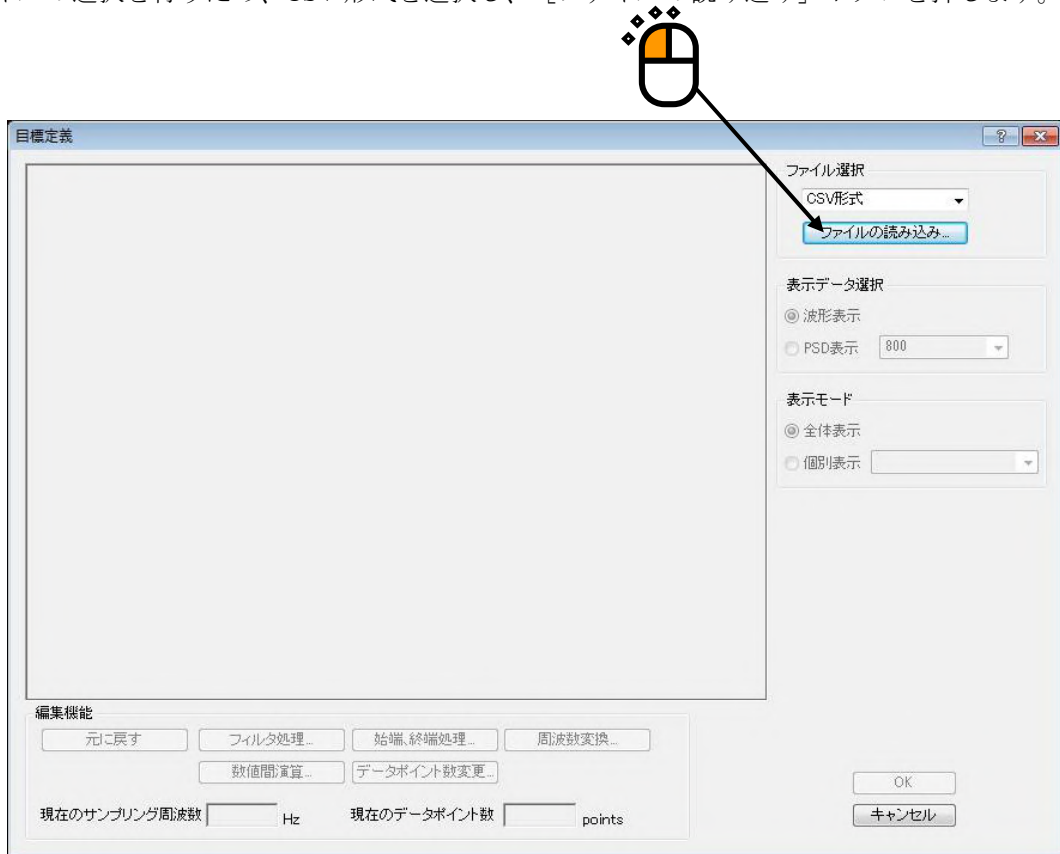 目標定義
ファイル選択
CSV形式
ファイルの読み込み...
表示データ選択
波形表示
PSD表示 800
表示モード
全体表示
個別表示
編集機能
元に戻す フィルタ処理... 始端、終端処理... 周波数変換...
数値間演算... データポイント数変更...
現在のサンプリング周波数 Hz 現在のデータポイント数 points
OK
キャンセル